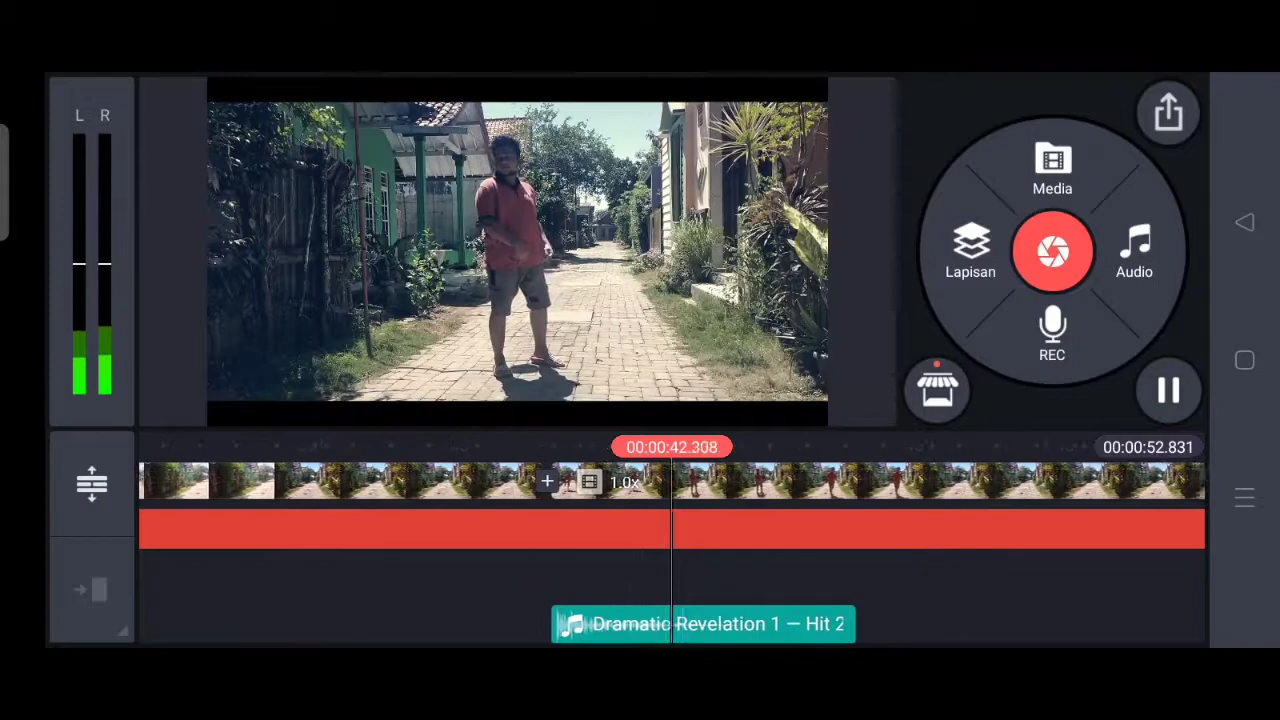 L R
Media
Lapisan
Audio
REC
00:00:42.308
00:00:52.831
1.0x
Dramatic Revelation 1 — Hit 2